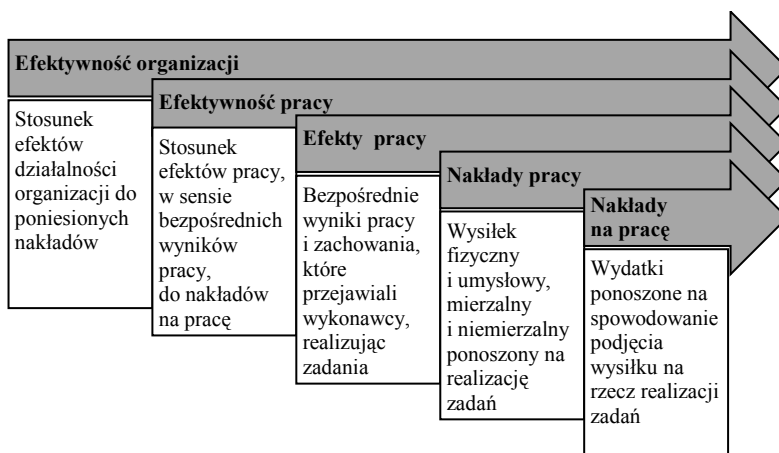 Efektywność organizacji
Stosunek
efektów
działalności
organizacji do
poniesionych
nakładów
Efektywność pracy
Stosunek
efektów pracy,
w sensie
bezpośrednich
wyników
pracy,
do nakładów
na pracę
Efekty pracy
Bezpośrednie
wyniki pracy
i zachowania,
które
przejawiali
wykonawcy,
realizując
zadania
Nakłady pracy
Wysiłek
fizyczny
i umysłowy,
mierzalny
i niemierzalny
ponoszony na
realizację
zadań
Nakłady
na pracę
Wydatki
ponoszone na
spowodowanie
podjęcia
wysiłku na
rzecz realizacji
zadań